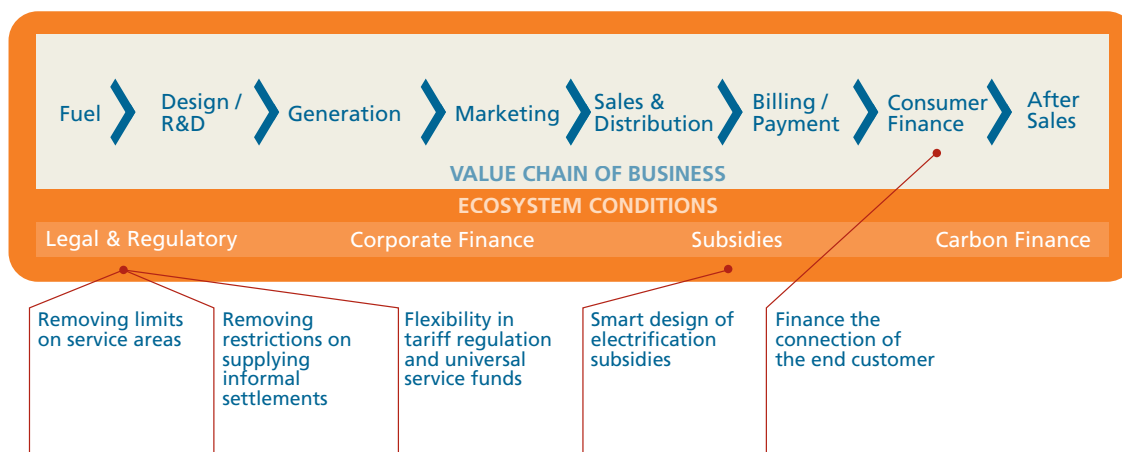 Fuel
Design /
R&D
Generation
Marketing
Sales &
Distribution
Billing /
Payment
Consumer
Finance
After
Sales
VALUE CHAIN OF BUSINESS
ECOSYSTEM CONDITIONS
Legal & Regulatory
Corporate Finance
Subsidies
Carbon Finance
Removing limits
on service areas
Removing
restrictions on
supplying
informal
settlements
Flexibility in
tariff regulation
and universal
service funds
Smart design of
electrification
subsidies
Finance the
connection of
the end customer